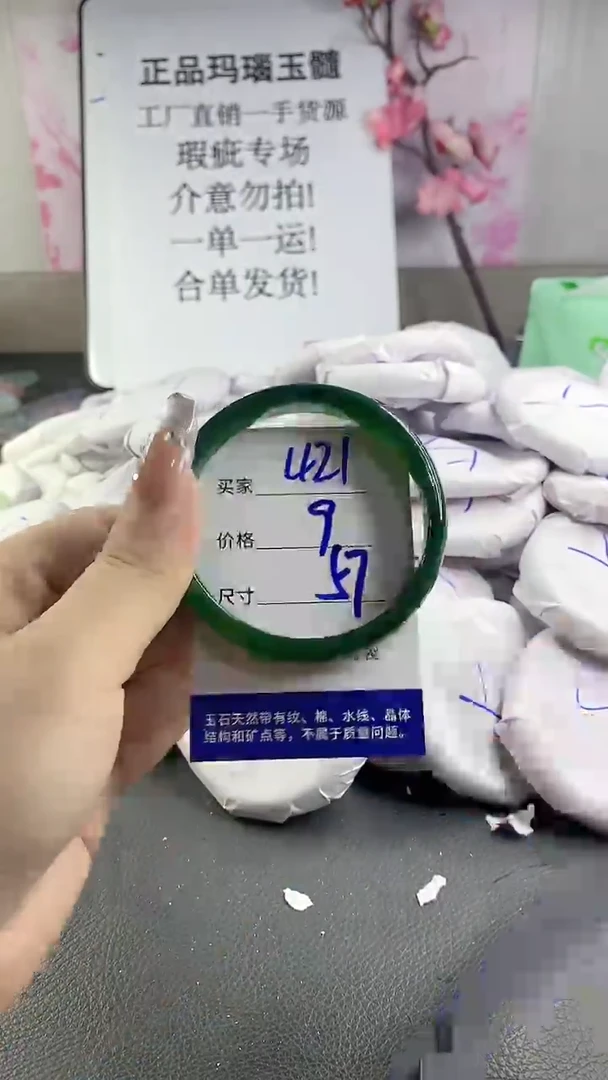 正品玛瑙玉髓
工厂直销一手货源
瑕疵专场
介意勿拍!
一单一运!
合单发货!
买家 421
价格 9
尺寸 57
玉石天然带有纹、棉、水线、晶体
结构和矿点等，不属于质量问题。